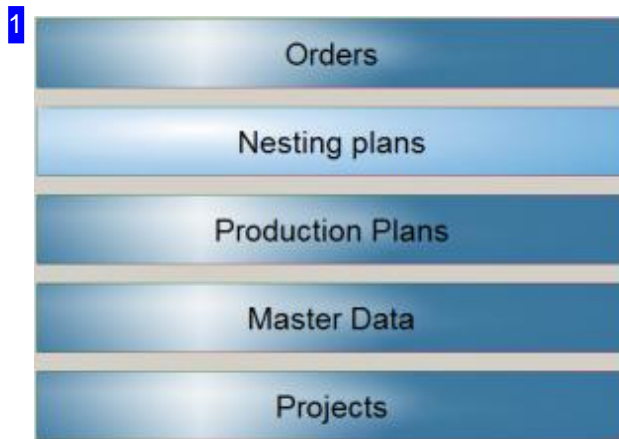 1
Orders
Nesting plans
Production Plans
Master Data
Projects